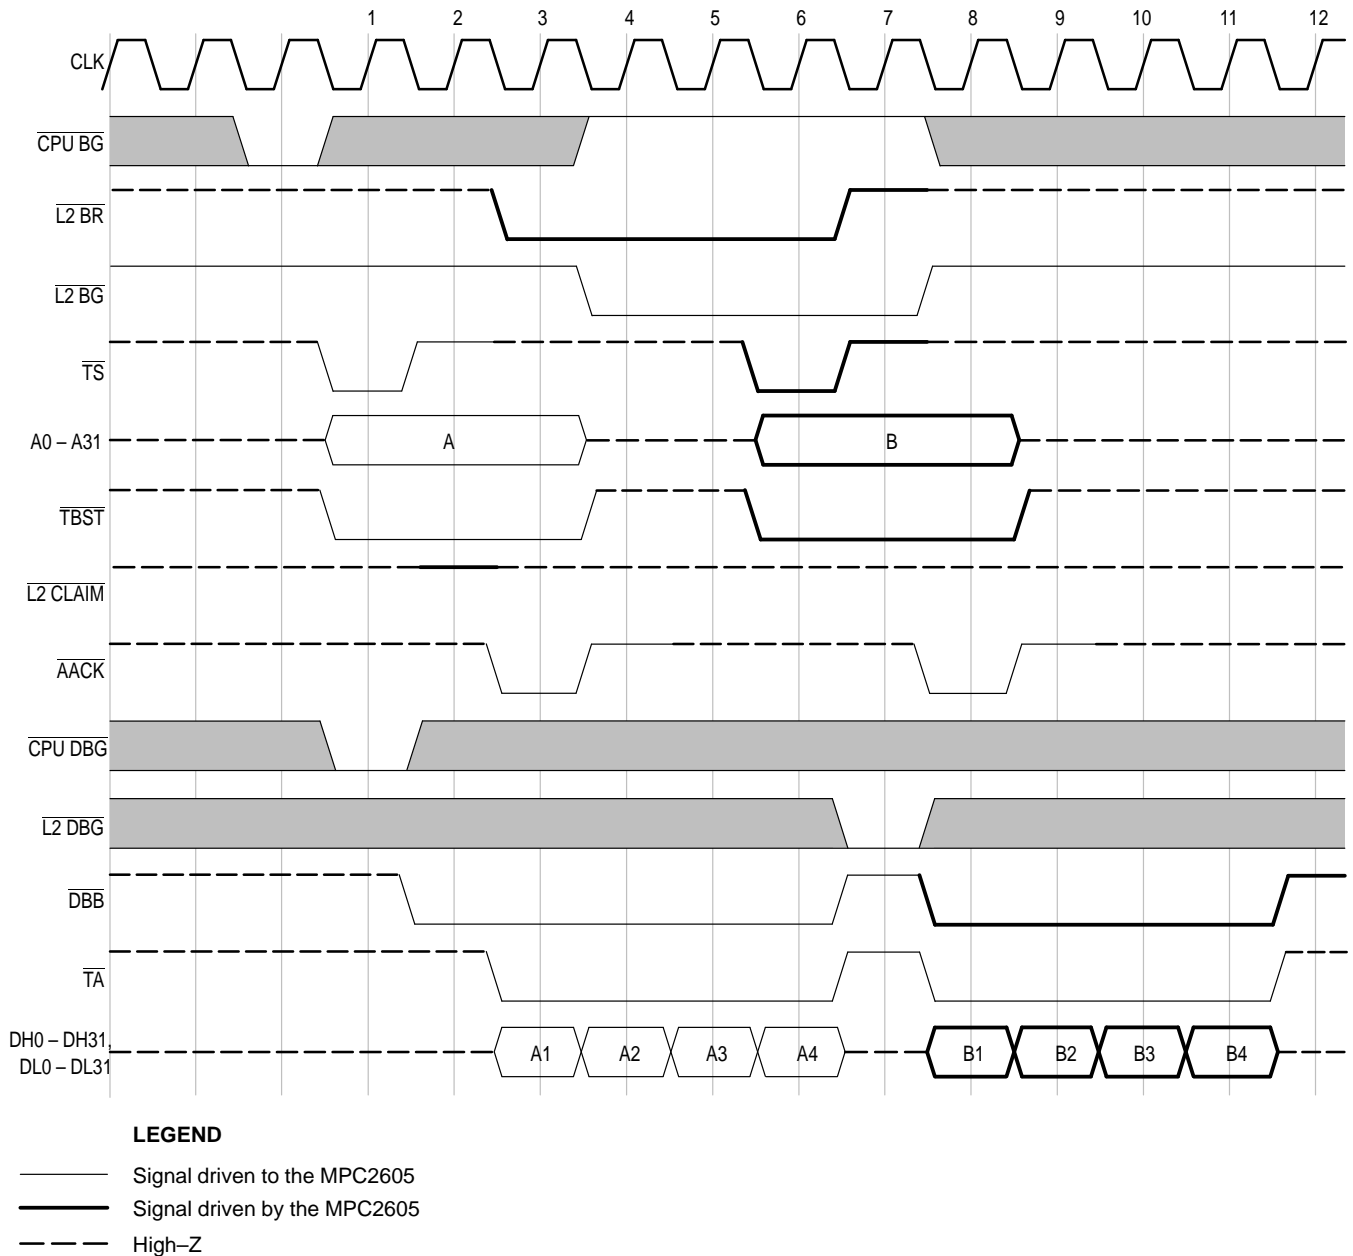 1 2 3 4 5 6 7 8 9 10 11 12
CLK
CPU BG
L2 BR
L2 BG
TS
A0 – A31 A B
TBST
L2 CLAIM
AACK
CPU DBG
L2 DBG
DBB
TA
DH0 – DH31,
DL0 – DL31 A1 A2 A3 A4 B1 B2 B3 B4
LEGEND
Signal driven to the MPC2605
Signal driven by the MPC2605
High–Z